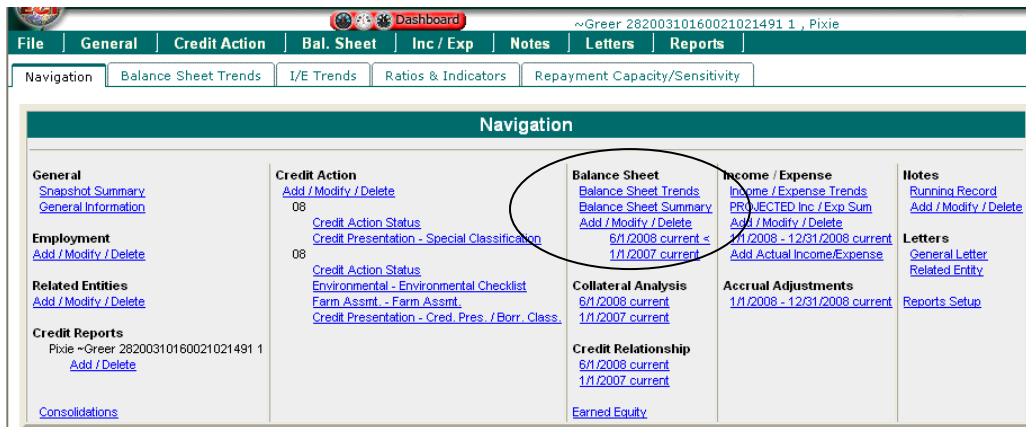 ECI
Dashboard
~Greer 28200310160021021491 1 , Pixie
File General Credit Action Bal. Sheet Inc / Exp Notes Letters Reports
Navigation Balance Sheet Trends I/E Trends Ratios & Indicators Repayment Capacity/Sensitivity
Navigation
General
Snapshot Summary
General Information
Employment
Add / Modify / Delete
Related Entities
Add / Modify / Delete
Credit Reports
Pixie ~Greer 28200310160021021491 1
Add / Delete
Consolidations
Credit Action
Add / Modify / Delete
08
Credit Action Status
Credit Presentation - Special Classification
08
Credit Action Status
Environmental - Environmental Checklist
Farm Assmt. - Farm Assmt.
Credit Presentation - Cred. Pres. / Borr. Class.
Balance Sheet
Balance Sheet Trends
Balance Sheet Summary
Add / Modify / Delete
6/1/2008 current <
1/1/2007 current
Collateral Analysis
6/1/2008 current
1/1/2007 current
Credit Relationship
6/1/2008 current
1/1/2007 current
Earned Equity
Income / Expense
Income / Expense Trends
PROJECTED Inc / Exp Sum
Add / Modify / Delete
1/1/2008 - 12/31/2008 current
Add Actual Income/Expense
Accrual Adjustments
1/1/2008 - 12/31/2008 current
Notes
Running Record
Add / Modify / Delete
Letters
General Letter
Related Entity
Reports Setup